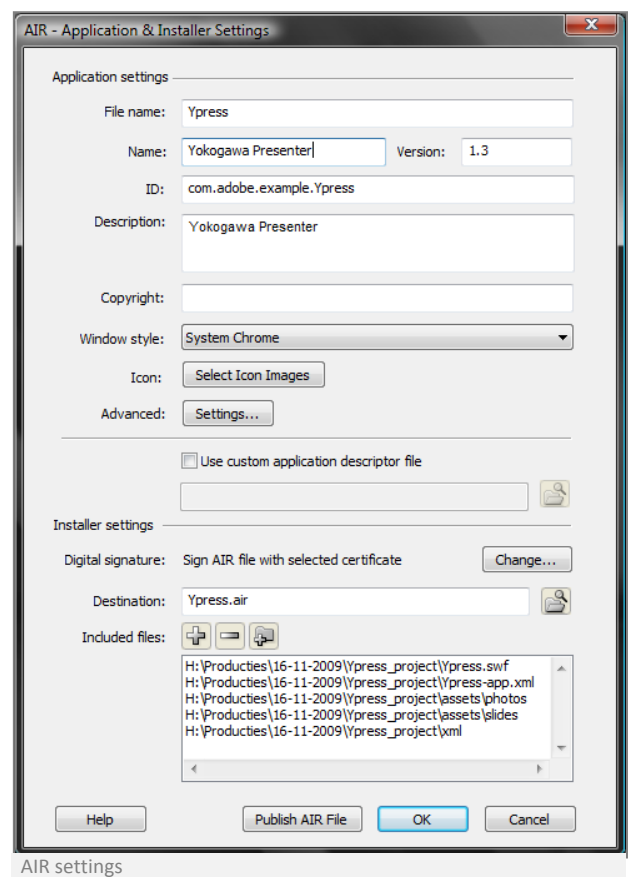 AIR - Application & Installer Settings
Application settings
File name: Ypress
Name: Yokogawa Presenter Version: 1.3
ID: com.adobe.example.Ypress
Description: Yokogawa Presenter
Copyright:
Window style: System Chrome
Icon: Select Icon Images
Advanced: Settings...
Use custom application descriptor file
Installer settings
Digital signature: Sign AIR file with selected certificate Change...
Destination: Ypress.air
Included files:
H:\Producties\16-11-2009\Ypress_project\Ypress.swf
H:\Producties\16-11-2009\Ypress_project\Ypress-app.xml
H:\Producties\16-11-2009\Ypress_project\assets\photos
H:\Producties\16-11-2009\Ypress_project\assets\slides
H:\Producties\16-11-2009\Ypress_project\xml
Help Publish AIR File OK Cancel
AIR settings